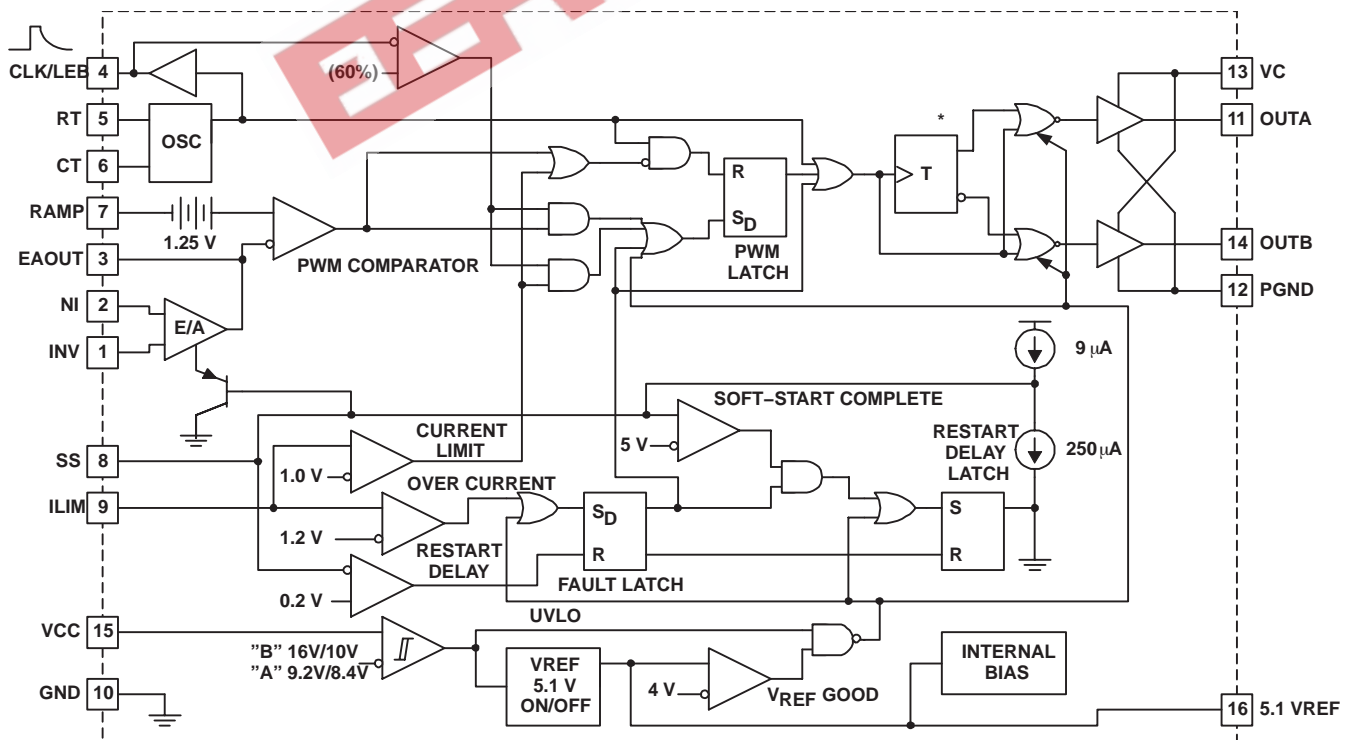 CLK/LEB 4
(60%)
13 VC
RT 5
OSC
*
11 OUTA
CT 6
R
T
RAMP 7
SD
1.25 V
EAOUT 3
PWM COMPARATOR
PWM
LATCH
14 OUTB
NI 2
12 PGND
E/A
INV 1
9 µA
SOFT–START COMPLETE
CURRENT
LIMIT
5 V
RESTART
DELAY
LATCH
250 µA
SS 8
1.0 V
OVER CURRENT
ILIM 9
SD
S
1.2 V
RESTART
DELAY
R
R
FAULT LATCH
0.2 V
UVLO
VCC 15
"B" 16V/10V
"A" 9.2V/8.4V
VREF
5.1 V
ON/OFF
4 V
VREF GOOD
INTERNAL
BIAS
GND 10
16 5.1 VREF